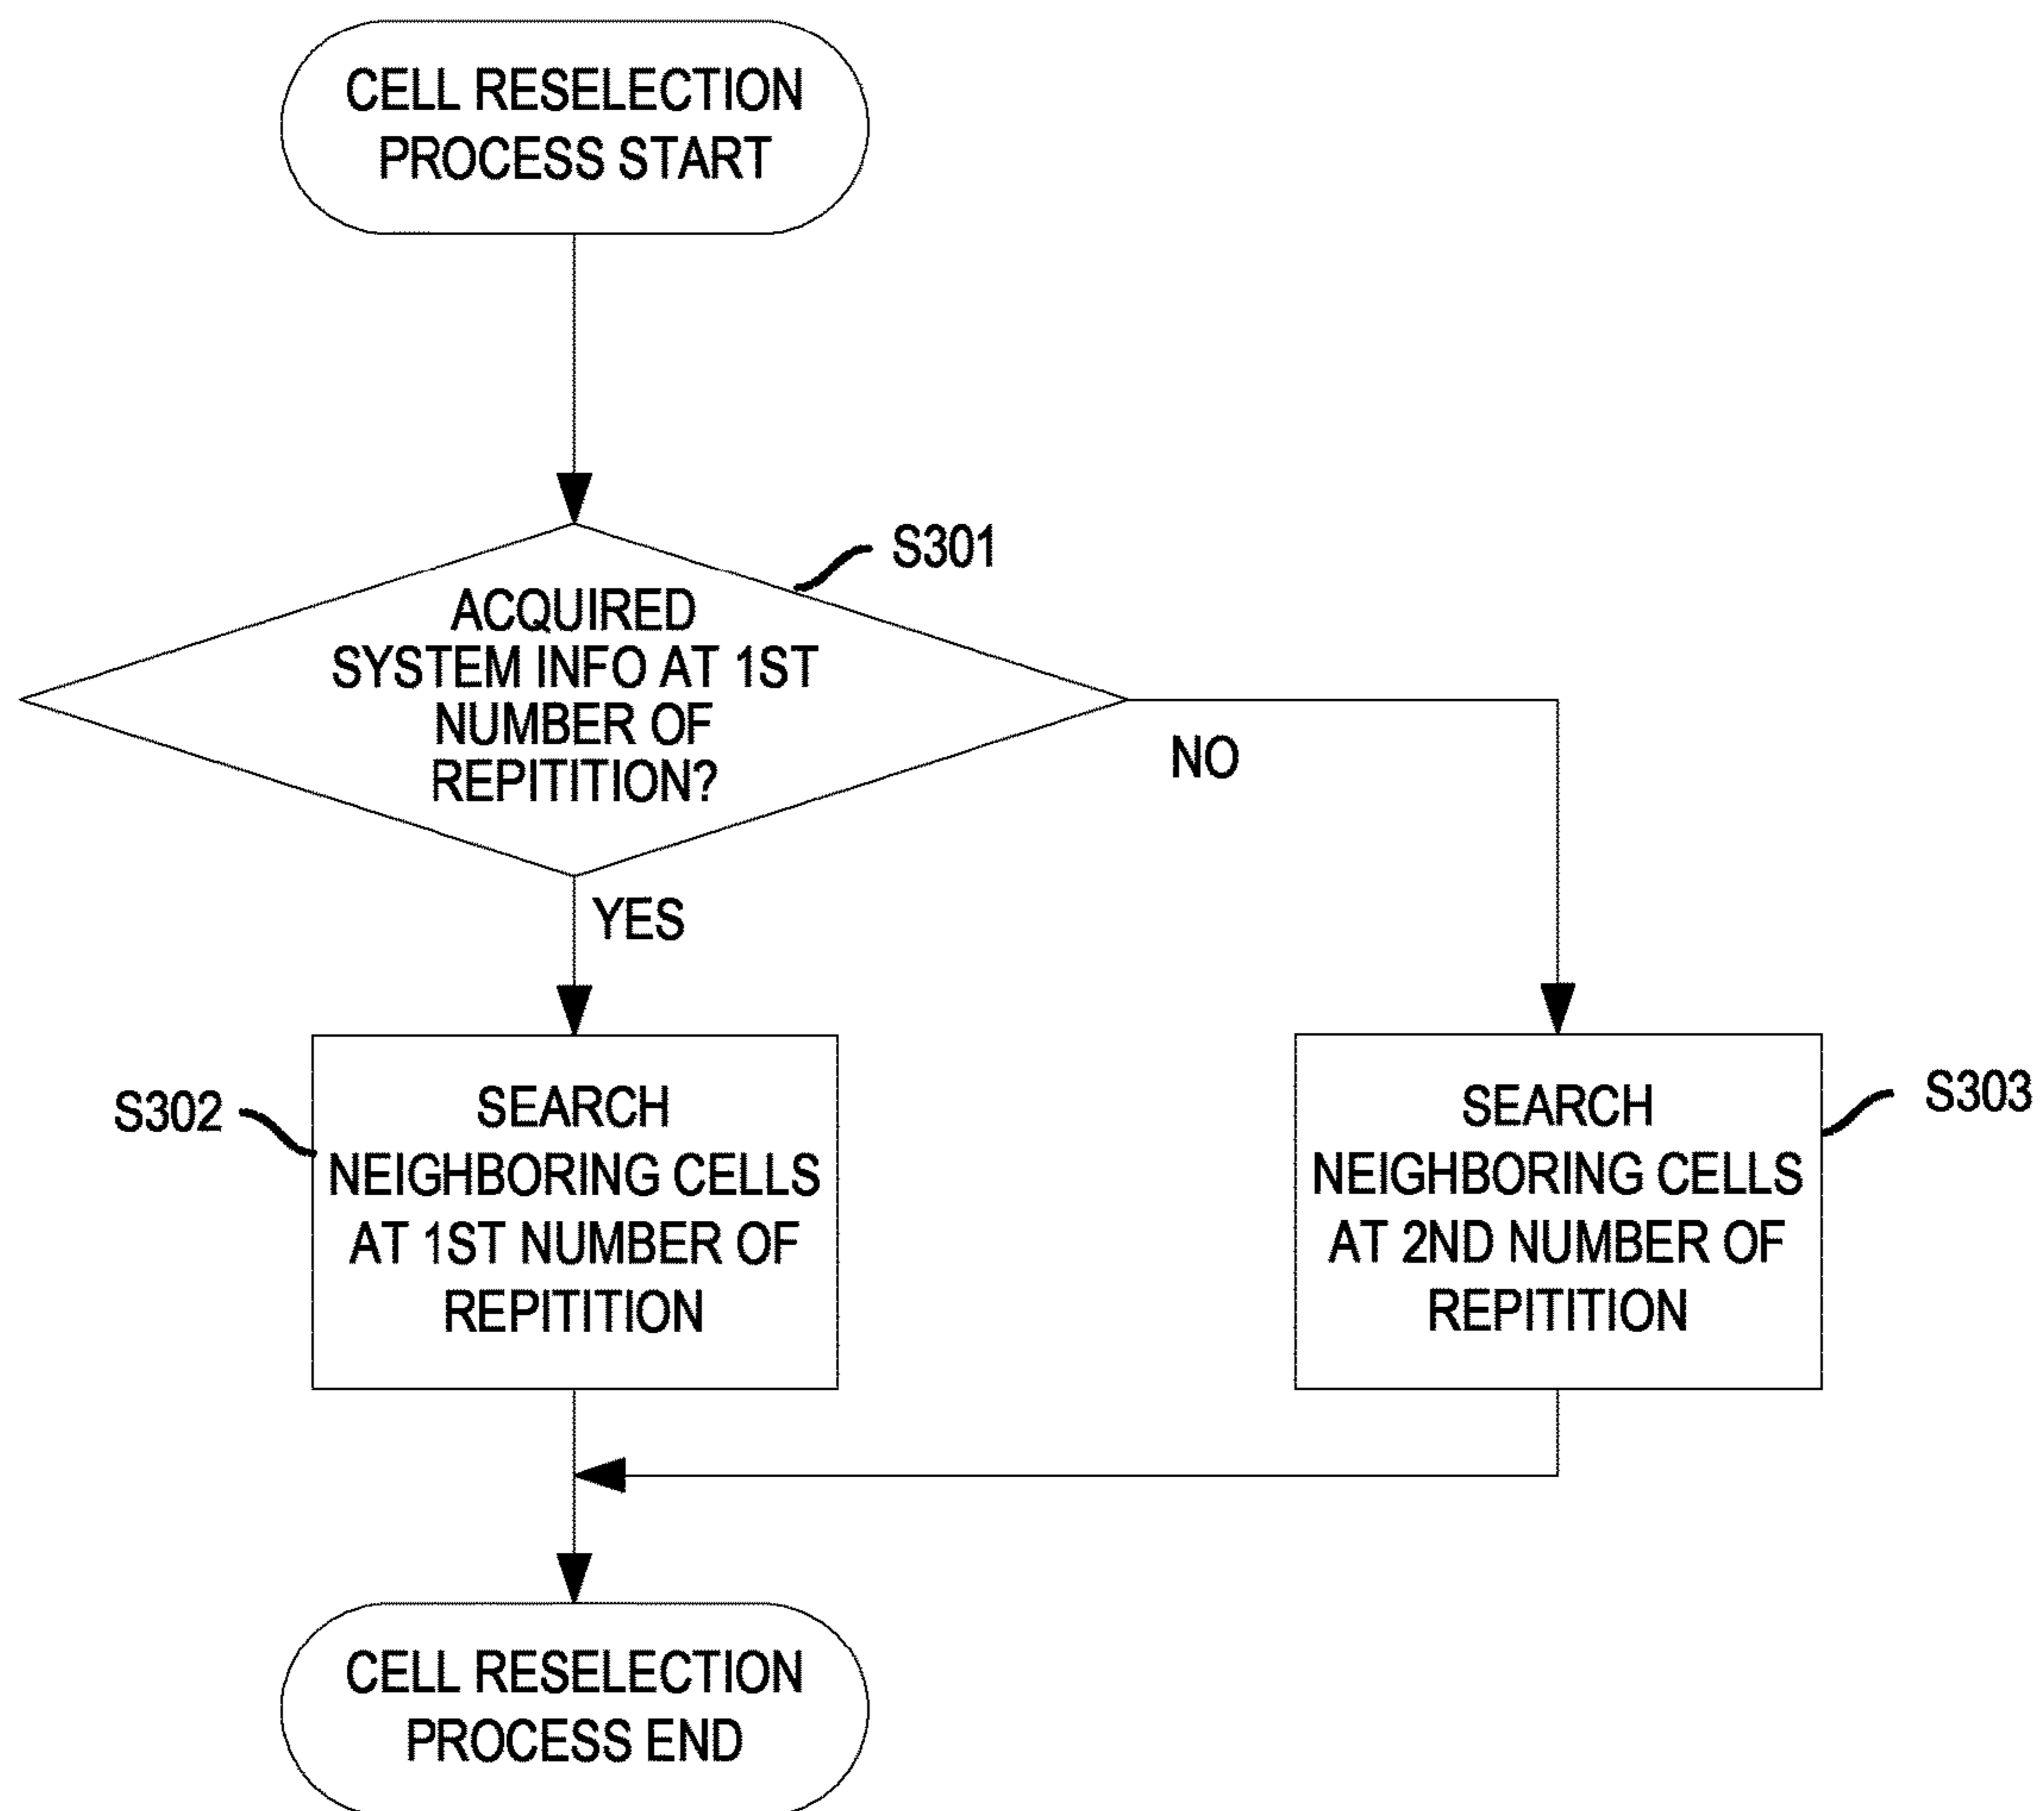 CELL RESELECTION
PROCESS START
S301
ACQUIRED
SYSTEM INFO AT 1ST
NUMBER OF
REPITITION?
NO
YES
S302
SEARCH
NEIGHBORING CELLS
AT 1ST NUMBER OF
REPITITION
SEARCH
NEIGHBORING CELLS
AT 2ND NUMBER OF
REPITITION
S303
CELL RESELECTION
PROCESS END